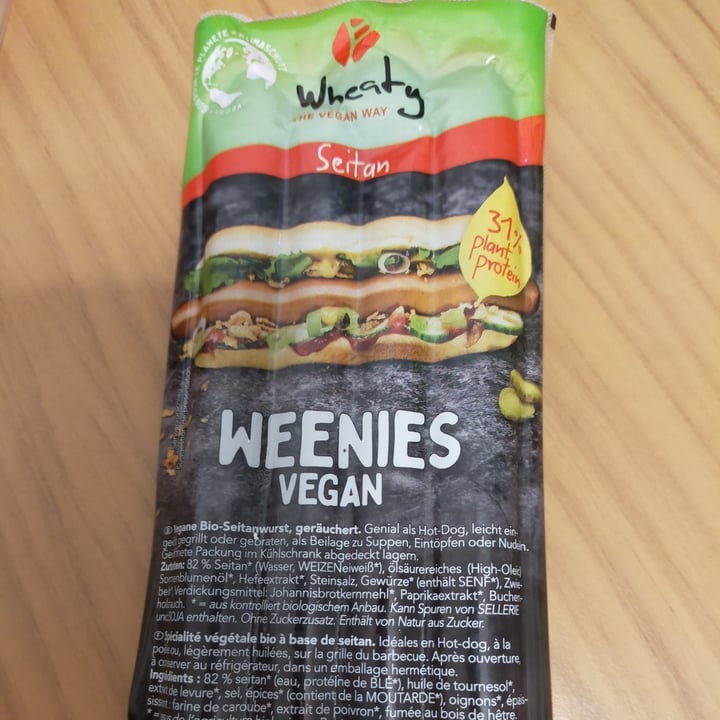 PLANETE • KLIMASCHUTZ
Wheaty
THE VEGAN WAY
Seitan
31%
plant
protein
WEENIES
VEGAN
Vegane Bio-Seitanwurst, geräuchert. Genial als Hot-Dog, leicht ein-
geölt gegrillt oder gebraten, als Beilage zu Suppen, Eintöpfen oder Nudeln.
Geöffnete Packung im Kühlschrank abgedeckt lagern.
Zutaten: 82 % Seitan* (Wasser, WEIZENeiweiß*), ölsäurereiches (High-Oleic)
Sonnenblumenöl*, Hefeextrakt*, Steinsalz, Gewürze* (enthält SENF*), Zwie-
bel*, Verdickungsmittel: Johannisbrotkernmehl*, Paprikaextrakt*, Buchen-
holzrauch. * = aus kontrolliert biologischem Anbau. Kann Spuren von SELLERIE
und SOJA enthalten. Ohne Zuckerzusatz. Enthält von Natur aus Zucker.
Spécialité végétale bio à base de seitan. Idéales en Hot-dog, à la
poêle ou, légèrement huilées, sur la grille du barbecue. Après ouverture,
à conserver au réfrigérateur, dans un emballage hermétique.
Ingrédients : 82 % seitan* (eau, protéine de BLÉ*), huile de tournesol*,
extrait de levure*, sel, épices* (contient de la MOUTARDE*), oignons*, épais-
sissant: farine de caroube*, extrait de poivron*, fumée au bois de hêtre.